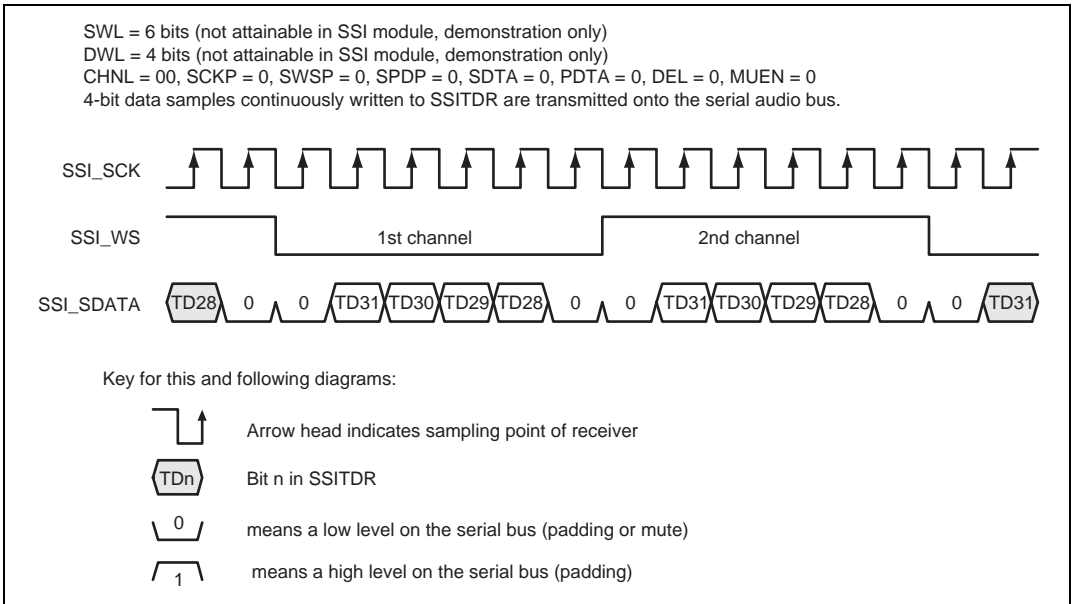 SWL = 6 bits (not attainable in SSI module, demonstration only)
DWL = 4 bits (not attainable in SSI module, demonstration only)
CHNL = 00, SCKP = 0, SWSP = 0, SPDP = 0, SDTA = 0, PDTA = 0, DEL = 0, MUEN = 0
4-bit data samples continuously written to SSITDR are transmitted onto the serial audio bus.
SSI_SCK
SSI_WS 1st channel 2nd channel
SSI_SDATA TD28 0 0 TD31 TD30 TD29 TD28 0 0 TD31 TD30 TD29 TD28 0 0 TD31
Key for this and following diagrams:
Arrow head indicates sampling point of receiver
TDn Bit n in SSITDR
0 means a low level on the serial bus (padding or mute)
1 means a high level on the serial bus (padding)